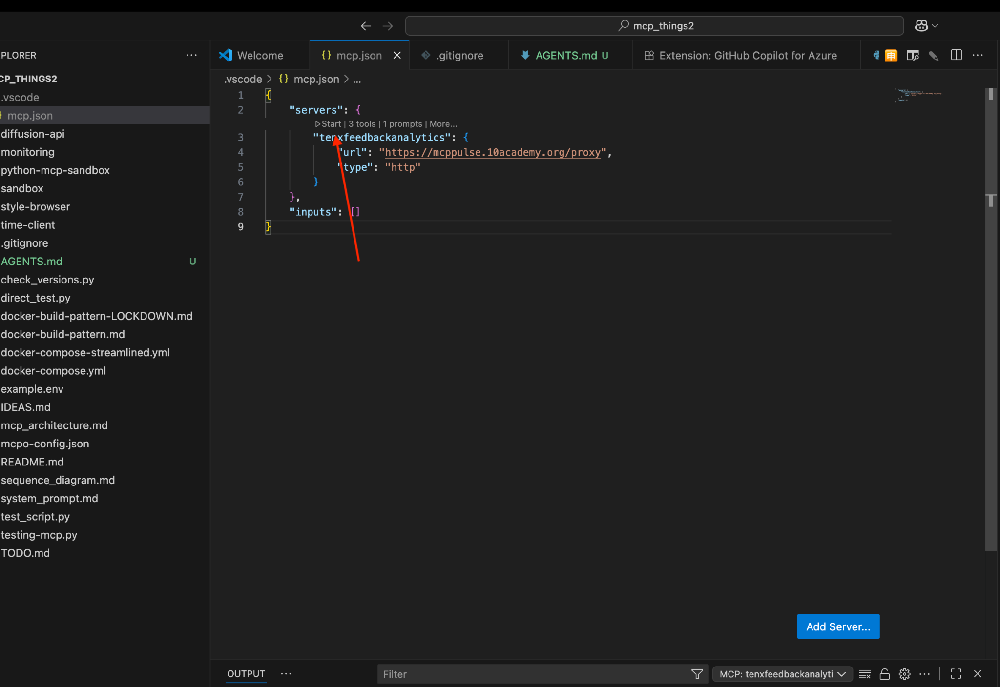 mcp_things2
PLORER
CP_THINGS2
.vscode
mcp.json
diffusion-api
monitoring
python-mcp-sandbox
sandbox
style-browser
time-client
.gitignore
AGENTS.md U
check_versions.py
direct_test.py
docker-build-pattern-LOCKDOWN.md
docker-build-pattern.md
docker-compose-streamlined.yml
docker-compose.yml
example.env
IDEAS.md
mcp_architecture.md
mcpo-config.json
README.md
sequence_diagram.md
system_prompt.md
test_script.py
testing-mcp.py
TODO.md
Welcome
{} mcp.json
.gitignore
AGENTS.md U
Extension: GitHub Copilot for Azure
申
.vscode > {} mcp.json > ...
1 {
2 "servers": {
Start | 3 tools | 1 prompts | More...
3 "tenxfeedbackanalytics": {
4 "url": "https://mcppulse.10academy.org/proxy",
5 "type": "http"
6 }
7 },
8 "inputs": []
9 }
Add Server...
OUTPUT
Filter
MCP: tenxfeedbackanalyti